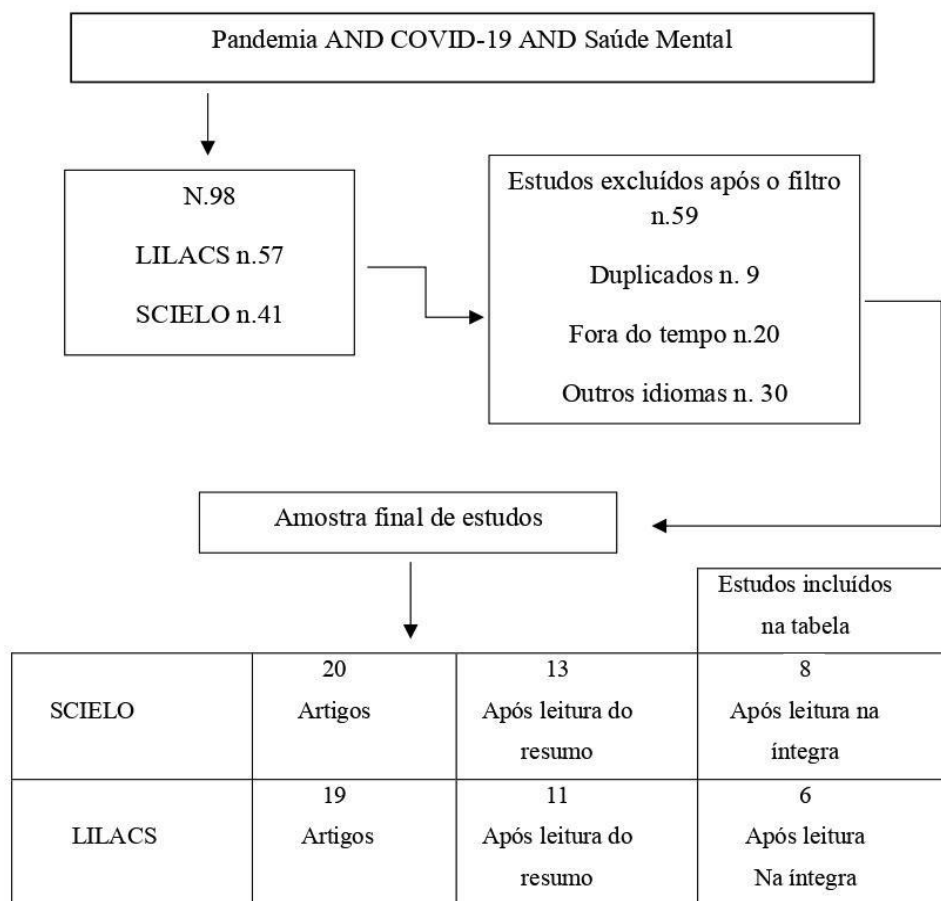 Pandemia AND COVID-19 AND Saúde Mental
N.98
LILACS n.57
SCIELO n.41
Estudos excluídos após o filtro
n.59
Duplicados n. 9
Fora do tempo n.20
Outros idiomas n. 30
Amostra final de estudos
Estudos incluídos
na tabela
SCIELO
20
Artigos
13
Após leitura do
resumo
8
Após leitura na
íntegra
LILACS
19
Artigos
11
Após leitura do
resumo
6
Após leitura
Na íntegra